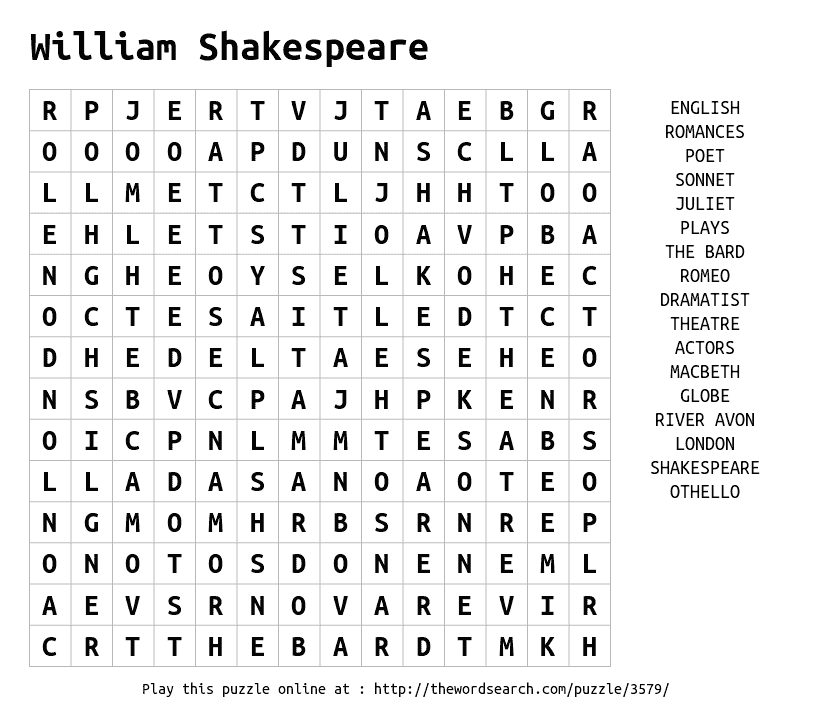 William Shakespeare
R P J E R T V J T A E B G R
O O O O A P D U N S C L L A
L L M E T C T L J H H T O O
E H L E T S T I O A V P B A
N G H E O Y S E L K O H E C
O C T E S A I T L E D T C T
D H E D E L T A E S E H E O
N S B V C P A J H P K E N R
O I C P N L M M T E S A B S
L L A D A S A N O A O T E O
N G M O M H R B S R N R E P
O N O T O S D O N E N E M L
A E V S R N O V A R E V I R
C R T T H E B A R D T M K H
ENGLISH
ROMANCES
POET
SONNET
JULIET
PLAYS
THE BARD
ROMEO
DRAMATIST
THEATRE
ACTORS
MACBETH
GLOBE
RIVER AVON
LONDON
SHAKESPEARE
OTHELLO
Play this puzzle online at : http://thewordsearch.com/puzzle/3579/